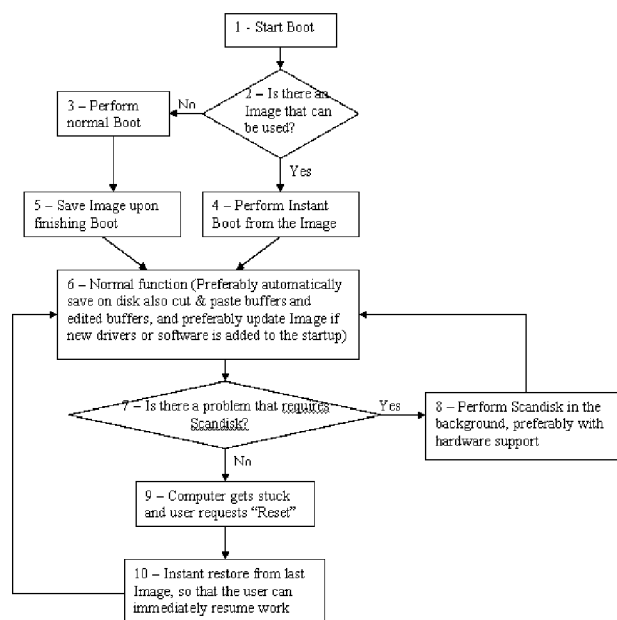 1 - Start Boot
2 – Is there an
Image that can
be used?
No
3 – Perform
normal Boot
Yes
5 – Save Image upon
finishing Boot
4 – Perform Instant
Boot from the Image
6 – Normal function (Preferably automatically
save on disk also cut & paste buffers and
edited buffers, and preferably update Image if
new drivers or software is added to the startup)
7 – Is there a problem that requires
Scandisk?
Yes
8 – Perform Scandisk in the
background, preferably with
hardware support
No
9 – Computer gets stuck
and user requests “Reset”
10 – Instant restore from last
Image, so that the user can
immediately resume work